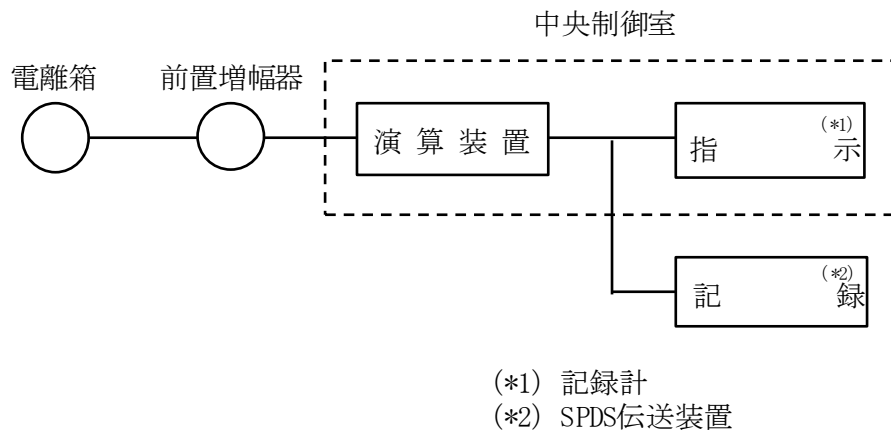 中央制御室
電離箱
前置増幅器
演算装置
指示(*1)
記録(*2)
(*1) 記録計
(*2) SPDS伝送装置